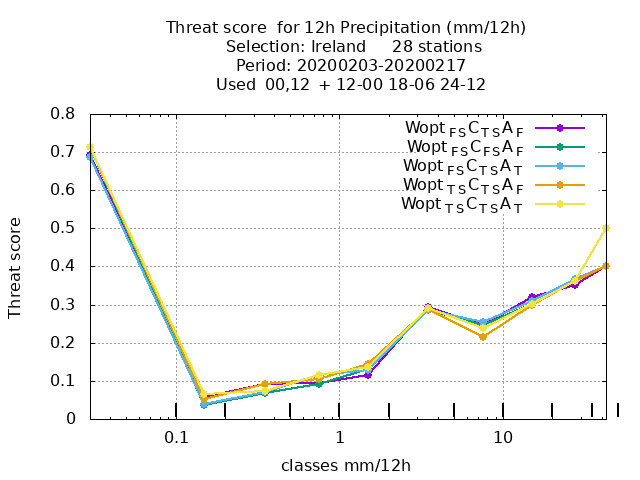 Threat score  for 12h Precipitation (mm/12h)
Selection: Ireland     28 stations
Period: 20200203-20200217
Used  00,12  + 12-00 18-06 24-12
0.8
0.7
0.6
0.5
0.4
0.3
0.2
0.1
0
Threat score
Wopt FS C TS A F
Wopt FS C FS A F
Wopt FS C TS A T
Wopt TS C TS A F
Wopt TS C TS A T
0.1 1 10
classes mm/12h